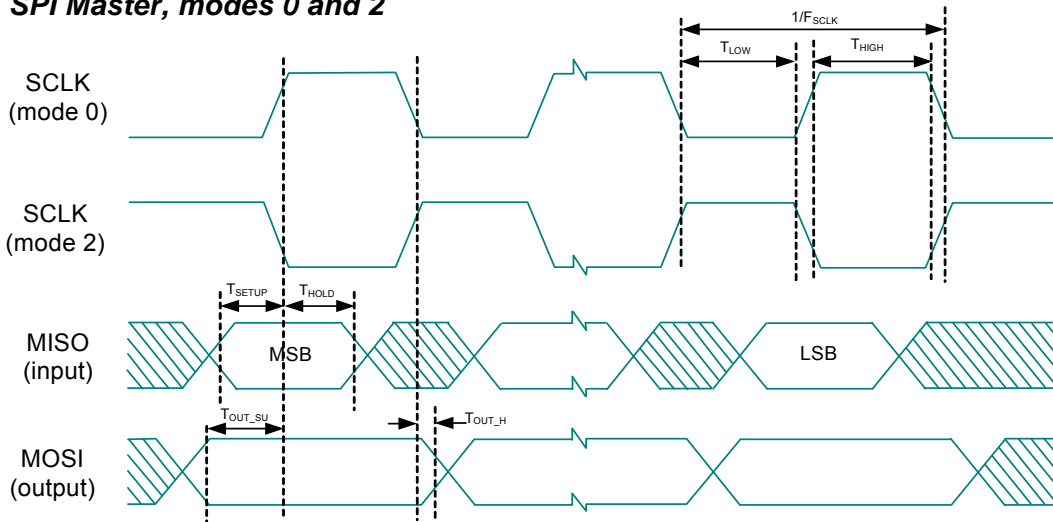 SPI Master, modes 0 and 2
1/FSCLK
TLOW
THIGH
SCLK
(mode 0)
SCLK
(mode 2)
TSETUP
THOLD
MISO
(input)
MSB
LSB
TOUT_SU
TOUT_H
MOSI
(output)